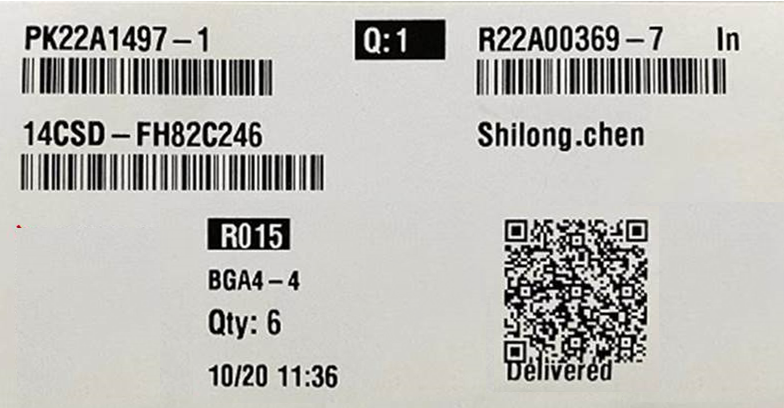 PK22A1497-1 Q:1 R22A00369-7 In
14CSD-FH82C246 Shilong.chen
R015
BGA4-4
Qty: 6
10/20 11:36 Delivered